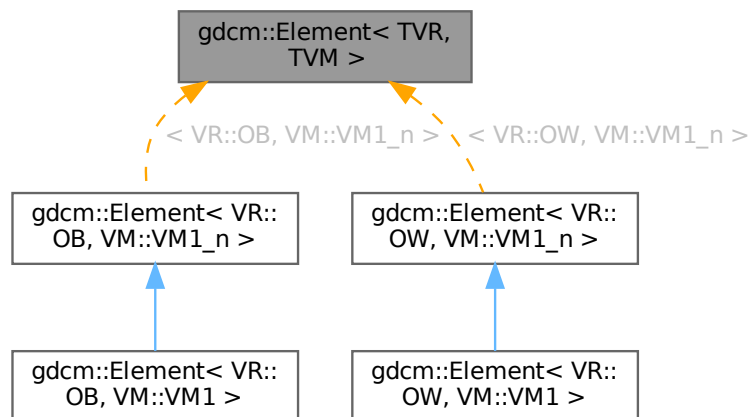 gdcm::Element< TVR,
TVM >
< VR::OB, VM::VM1_n >
< VR::OW, VM::VM1_n >
gdcm::Element< VR::
OB, VM::VM1_n >
gdcm::Element< VR::
OW, VM::VM1_n >
gdcm::Element< VR::
OB, VM::VM1 >
gdcm::Element< VR::
OW, VM::VM1 >